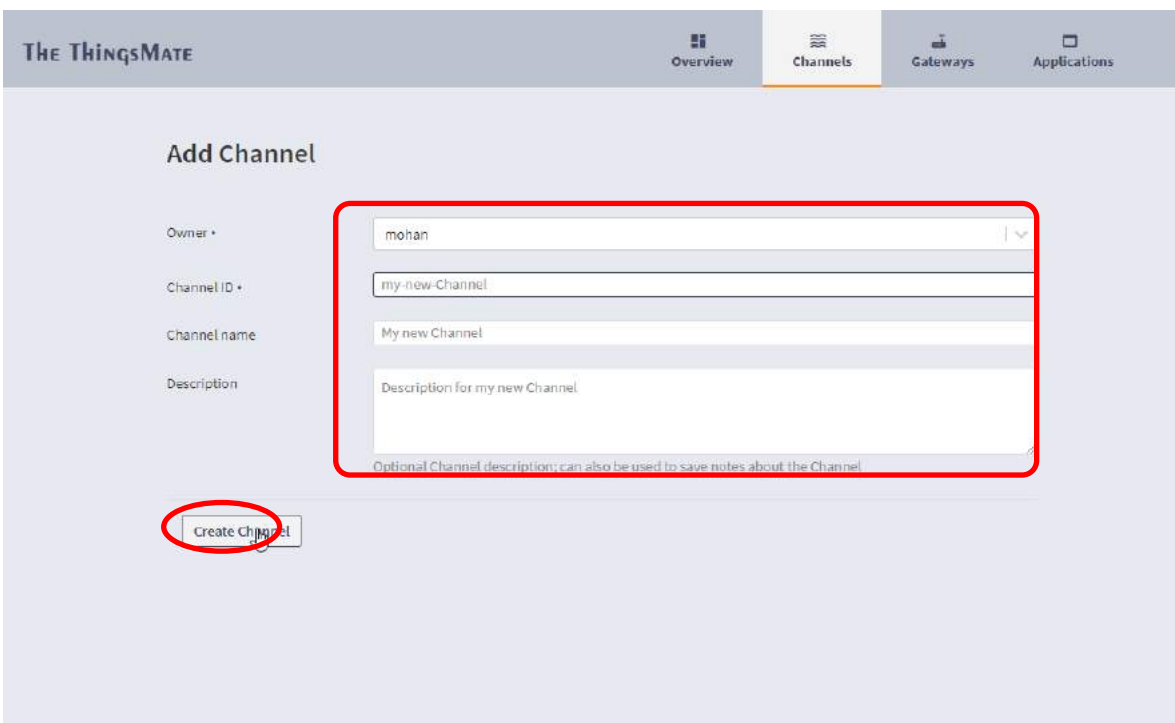 THE THINGSMATE
Overview
Channels
Gateways
Applications
Add Channel
Owner •
mohan
Channel ID •
my-new-Channel
Channel name
My new Channel
Description
Description for my new Channel
Optional Channel description; can also be used to save notes about the Channel
Create Channel